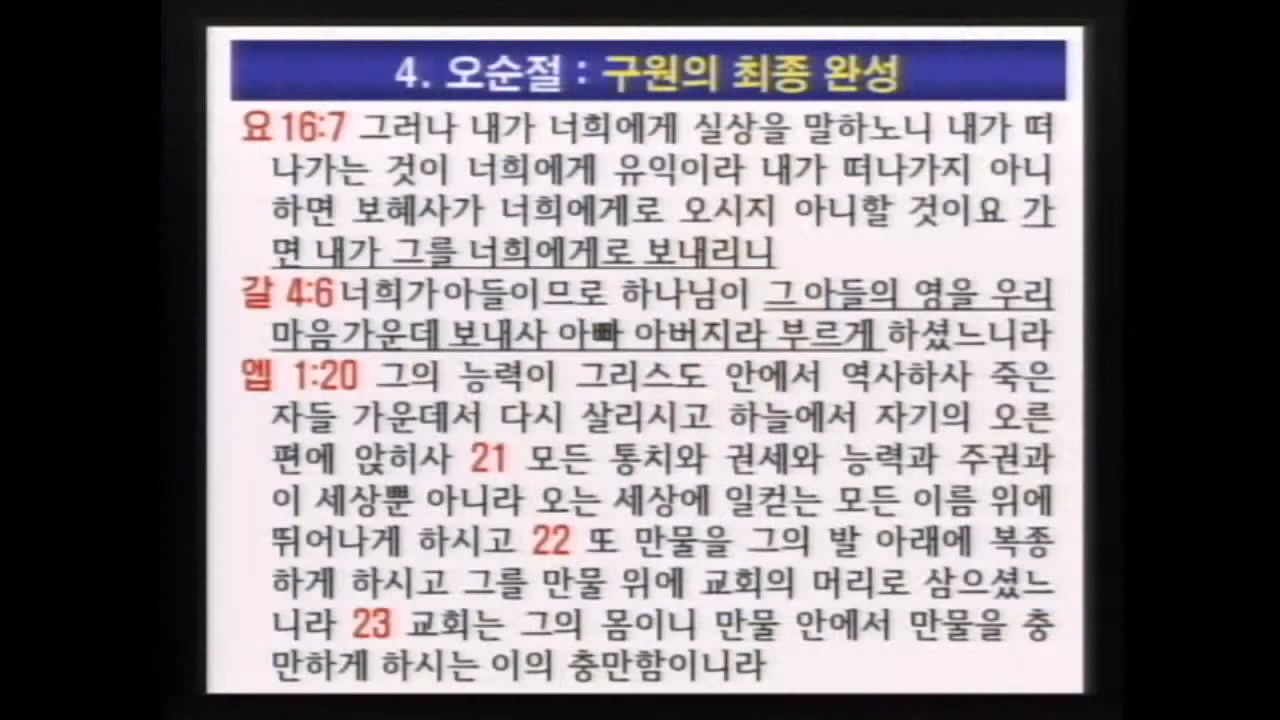 4. 오순절 : 구원의 최종 완성
요 16:7 그러나 내가 너희에게 실상을 말하노니 내가 떠
나가는 것이 너희에게 유익이라 내가 떠나가지 아니
하면 보혜사가 너희에게로 오시지 아니할 것이요 가
면 내가 그를 너희에게로 보내리니
갈 4:6 너희가 아들이므로 하나님이 그 아들의 영을 우리
마음 가운데 보내사 아빠 아버지라 부르게 하셨느니라
엡 1:20 그의 능력이 그리스도 안에서 역사하사 죽은
자들 가운데서 다시 살리시고 하늘에서 자기의 오른
편에 앉히사 21 모든 통치와 권세와 능력과 주권과
이 세상뿐 아니라 오는 세상에 일컫는 모든 이름 위에
뛰어나게 하시고 22 또 만물을 그의 발 아래에 복종
하게 하시고 그를 만물 위에 교회의 머리로 삼으셨느
니라 23 교회는 그의 몸이니 만물 안에서 만물을 충
만하게 하시는 이의 충만함이니라